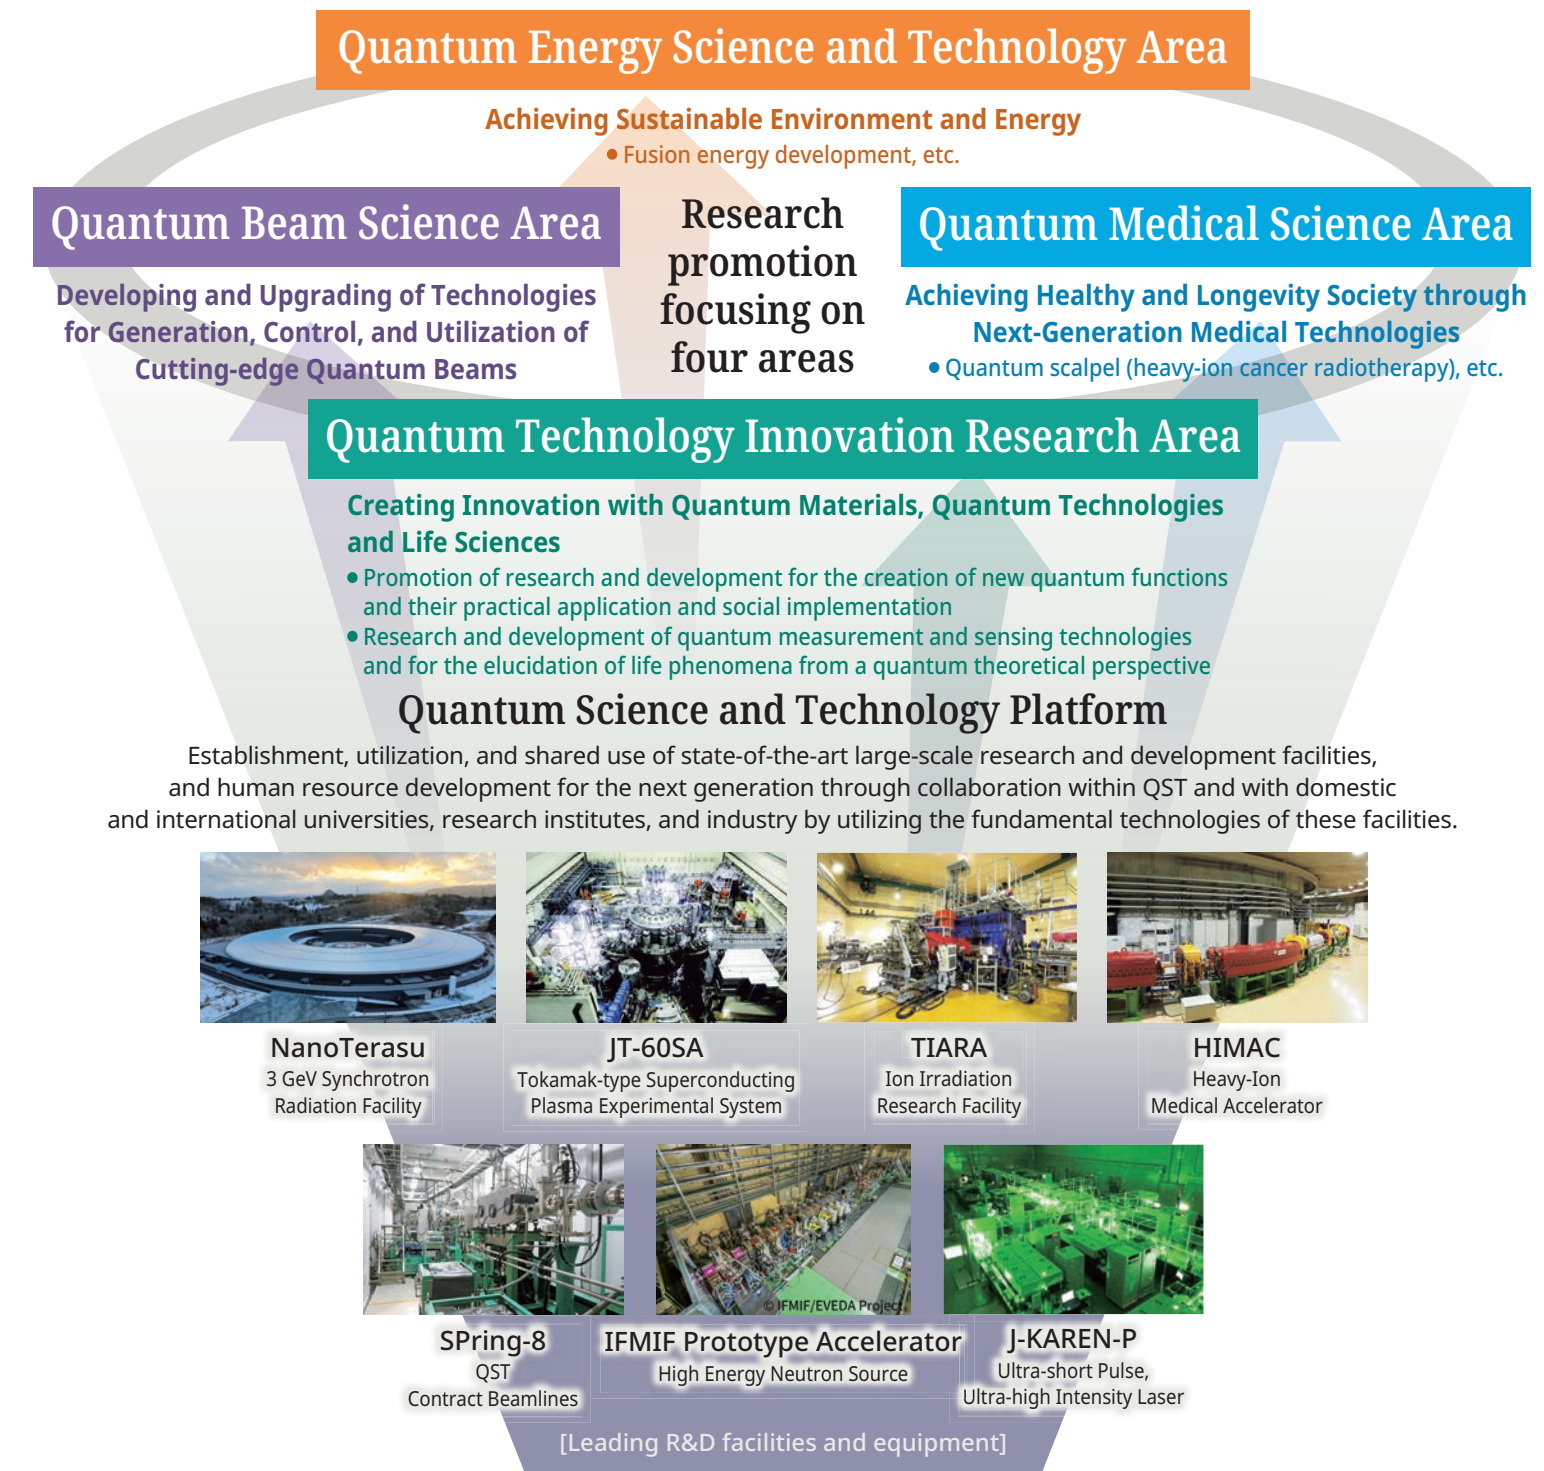 Quantum Energy Science and Technology Area
Achieving Sustainable Environment and Energy
● Fusion energy development, etc.
Quantum Beam Science Area
Developing and Upgrading of Technologies
for Generation, Control, and Utilization of
Cutting-edge Quantum Beams
Research
promotion
focusing on
four areas
Quantum Medical Science Area
Achieving Healthy and Longevity Society through
Next-Generation Medical Technologies
● Quantum scalpel (heavy-ion cancer radiotherapy), etc.
Quantum Technology Innovation Research Area
Creating Innovation with Quantum Materials, Quantum Technologies
and Life Sciences
● Promotion of research and development for the creation of new quantum functions
and their practical application and social implementation
● Research and development of quantum measurement and sensing technologies
and for the elucidation of life phenomena from a quantum theoretical perspective
Quantum Science and Technology Platform
Establishment, utilization, and shared use of state-of-the-art large-scale research and development facilities,
and human resource development for the next generation through collaboration within QST and with domestic
and international universities, research institutes, and industry by utilizing the fundamental technologies of these facilities.
NanoTerasu
3 GeV Synchrotron
Radiation Facility
JT-60SA
Tokamak-type Superconducting
Plasma Experimental System
TIARA
Ion Irradiation
Research Facility
HIMAC
Heavy-Ion
Medical Accelerator
© IFMIF/EVEDA Project.
SPring-8
QST
Contract Beamlines
IFMIF Prototype Accelerator
High Energy Neutron Source
J-KAREN-P
Ultra-short Pulse,
Ultra-high Intensity Laser
[Leading R&D facilities and equipment]